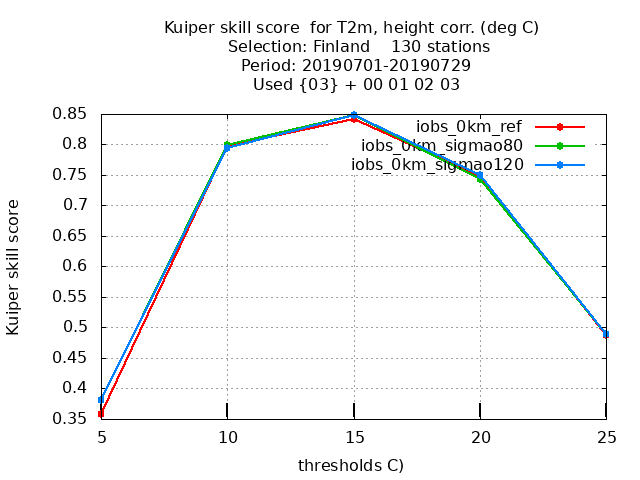 Kuiper skill score  for T2m, height corr. (deg C)
Selection: Finland    130 stations
Period: 20190701-20190729
Used {03} + 00 01 02 03
iobs_0km_ref
iobs_0km_sigmao80
iobs_0km_sigmao120
Kuiper skill score
0.85
0.8
0.75
0.7
0.65
0.6
0.55
0.5
0.45
0.4
0.35
5 10 15 20 25
thresholds C)